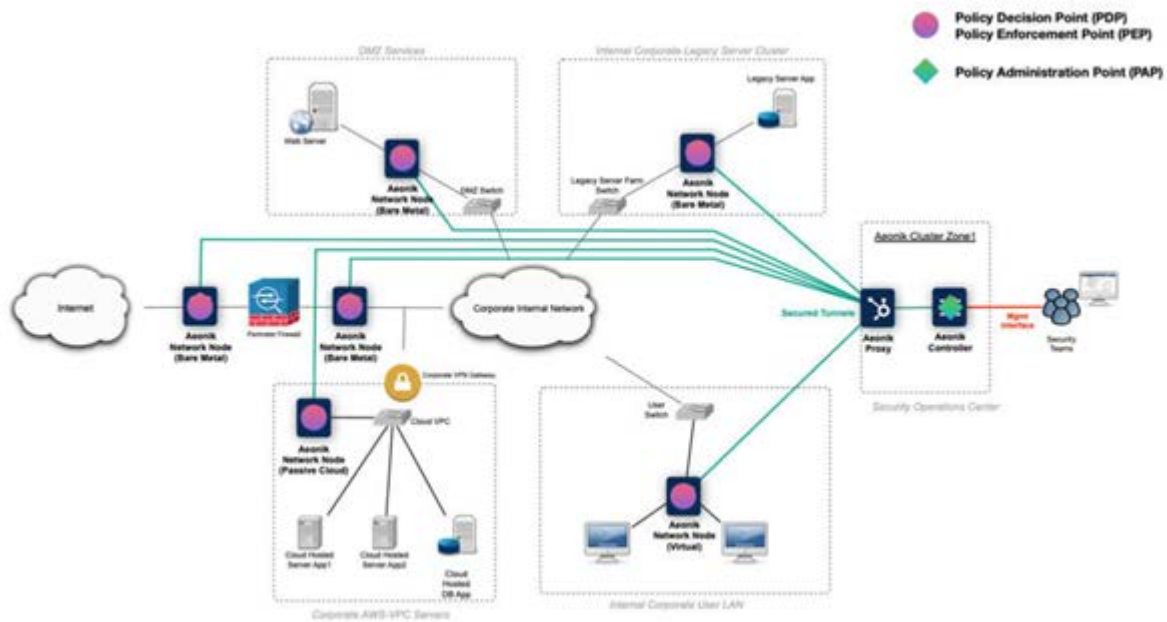 Policy Decision Point (PDP)
Policy Enforcement Point (PEP)
Policy Administration Point (PAP)
DMZ Services
Internal Corporate Legacy Server Cluster
Legacy Server App
Web Server
Aeonik
Network Node
(Bare Metal)
DMZ Switch
Legacy Server Farm
Switch
Aeonik
Network Node
(Bare Metal)
Aeonik Cluster Zone1
Internet
Aeonik
Network Node
(Bare Metal)
Perimeter Firewall
Aeonik
Network Node
(Bare Metal)
Corporate Internal Network
Secured Tunnels
Aeonik
Proxy
Aeonik
Controller
Mgmt
Interface
Security
Teams
Security Operations Center
Corporate VPN Gateway
Cloud VPC
Aeonik
Network Node
(Passive Cloud)
User
Switch
Cloud Hosted
Server App1
Cloud Hosted
Server App2
Cloud
Hosted
DB App
Aeonik
Network Node
(Virtual)
Corporate AWS-VPC Servers
Internal Corporate User LAN